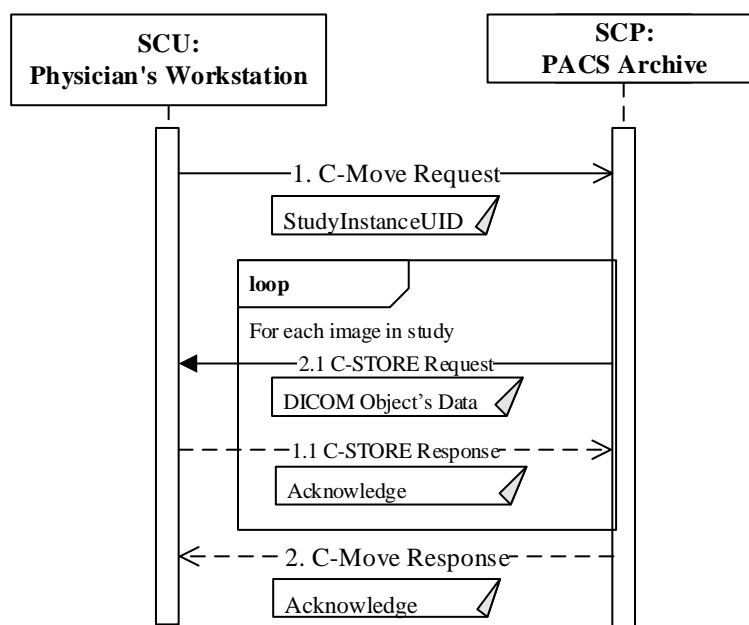 SCU:
Physician's Workstation
SCP:
PACS Archive
1. C-Move Request
StudyInstanceUID
loop
For each image in study
2.1 C-STORE Request
DICOM Object’s Data
1.1 C-STORE Response
Acknowledge
2. C-Move Response
Acknowledge